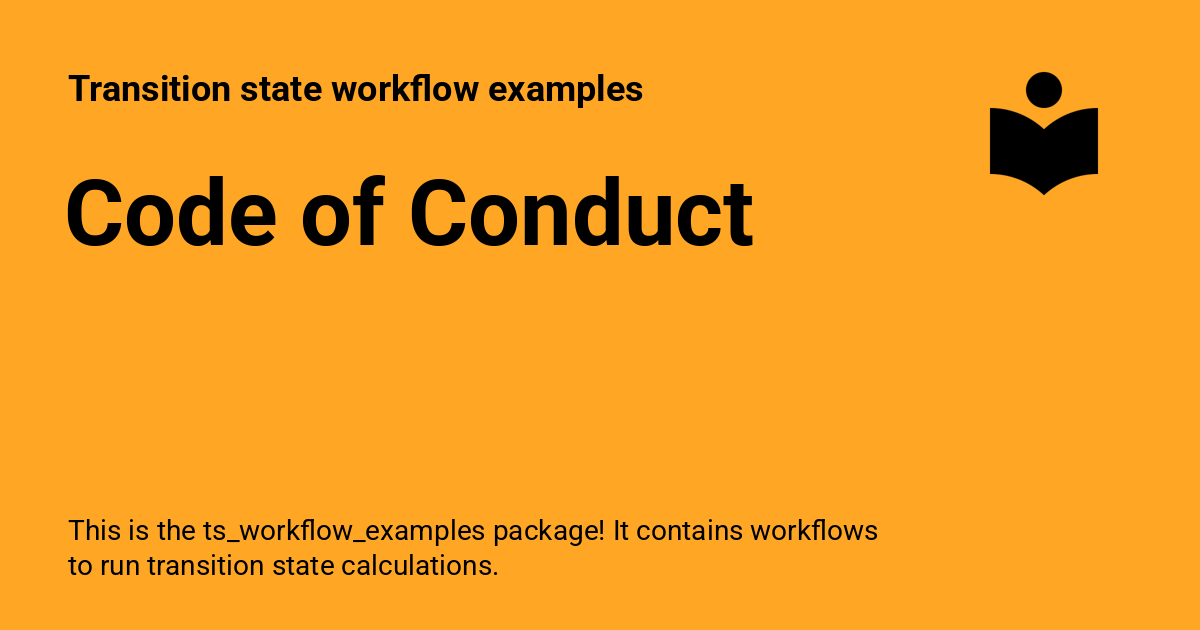 Transition state workflow examples
Code of Conduct
This is the ts_workflow_examples package! It contains workflows
to run transition state calculations.